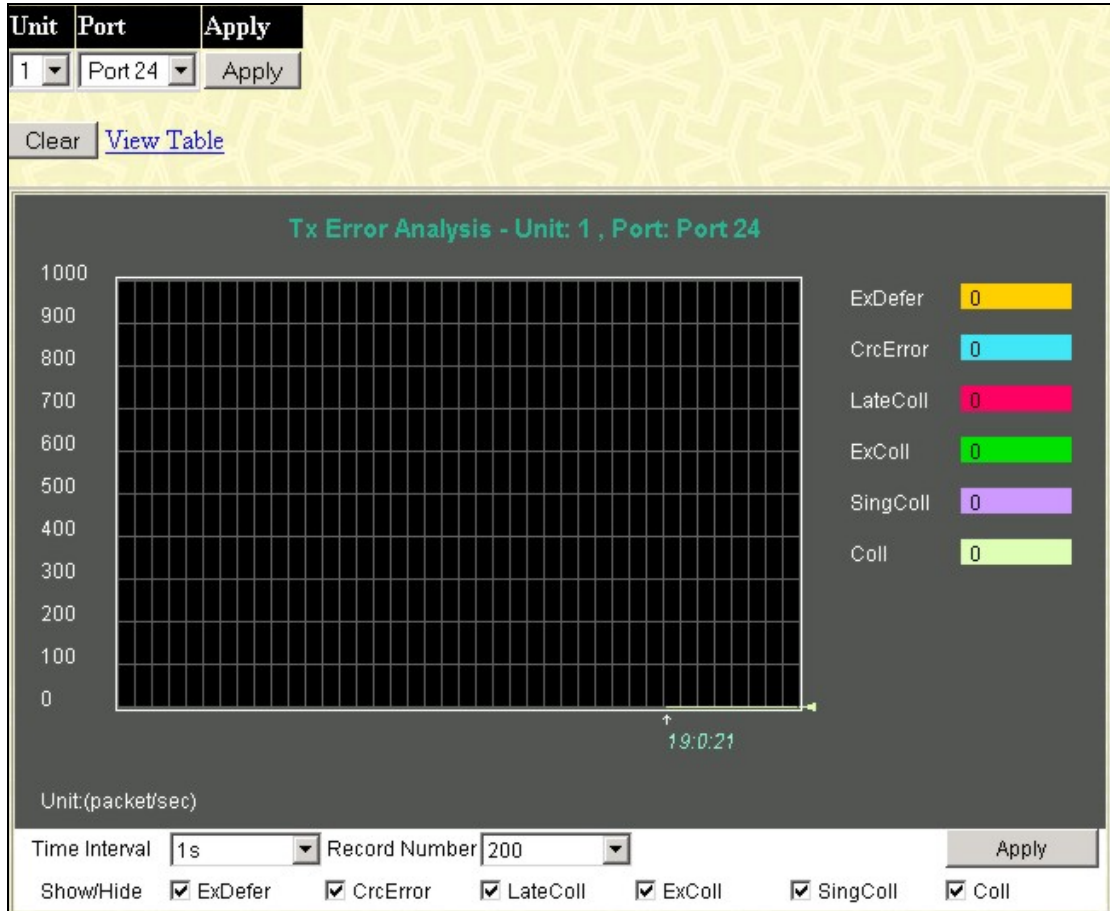 Unit Port Apply
1 Port 24 Apply
Clear View Table
Tx Error Analysis - Unit: 1 , Port: Port 24
1000
900
800
700
600
500
400
300
200
100
0
ExDefer 0
CrcError 0
LateColl 0
ExColl 0
SingColl 0
Coll 0
19:0:21
Unit:(packet/sec)
Time Interval 1s Record Number 200 Apply
Show/Hide ExDefer CrcError LateColl ExColl SingColl Coll